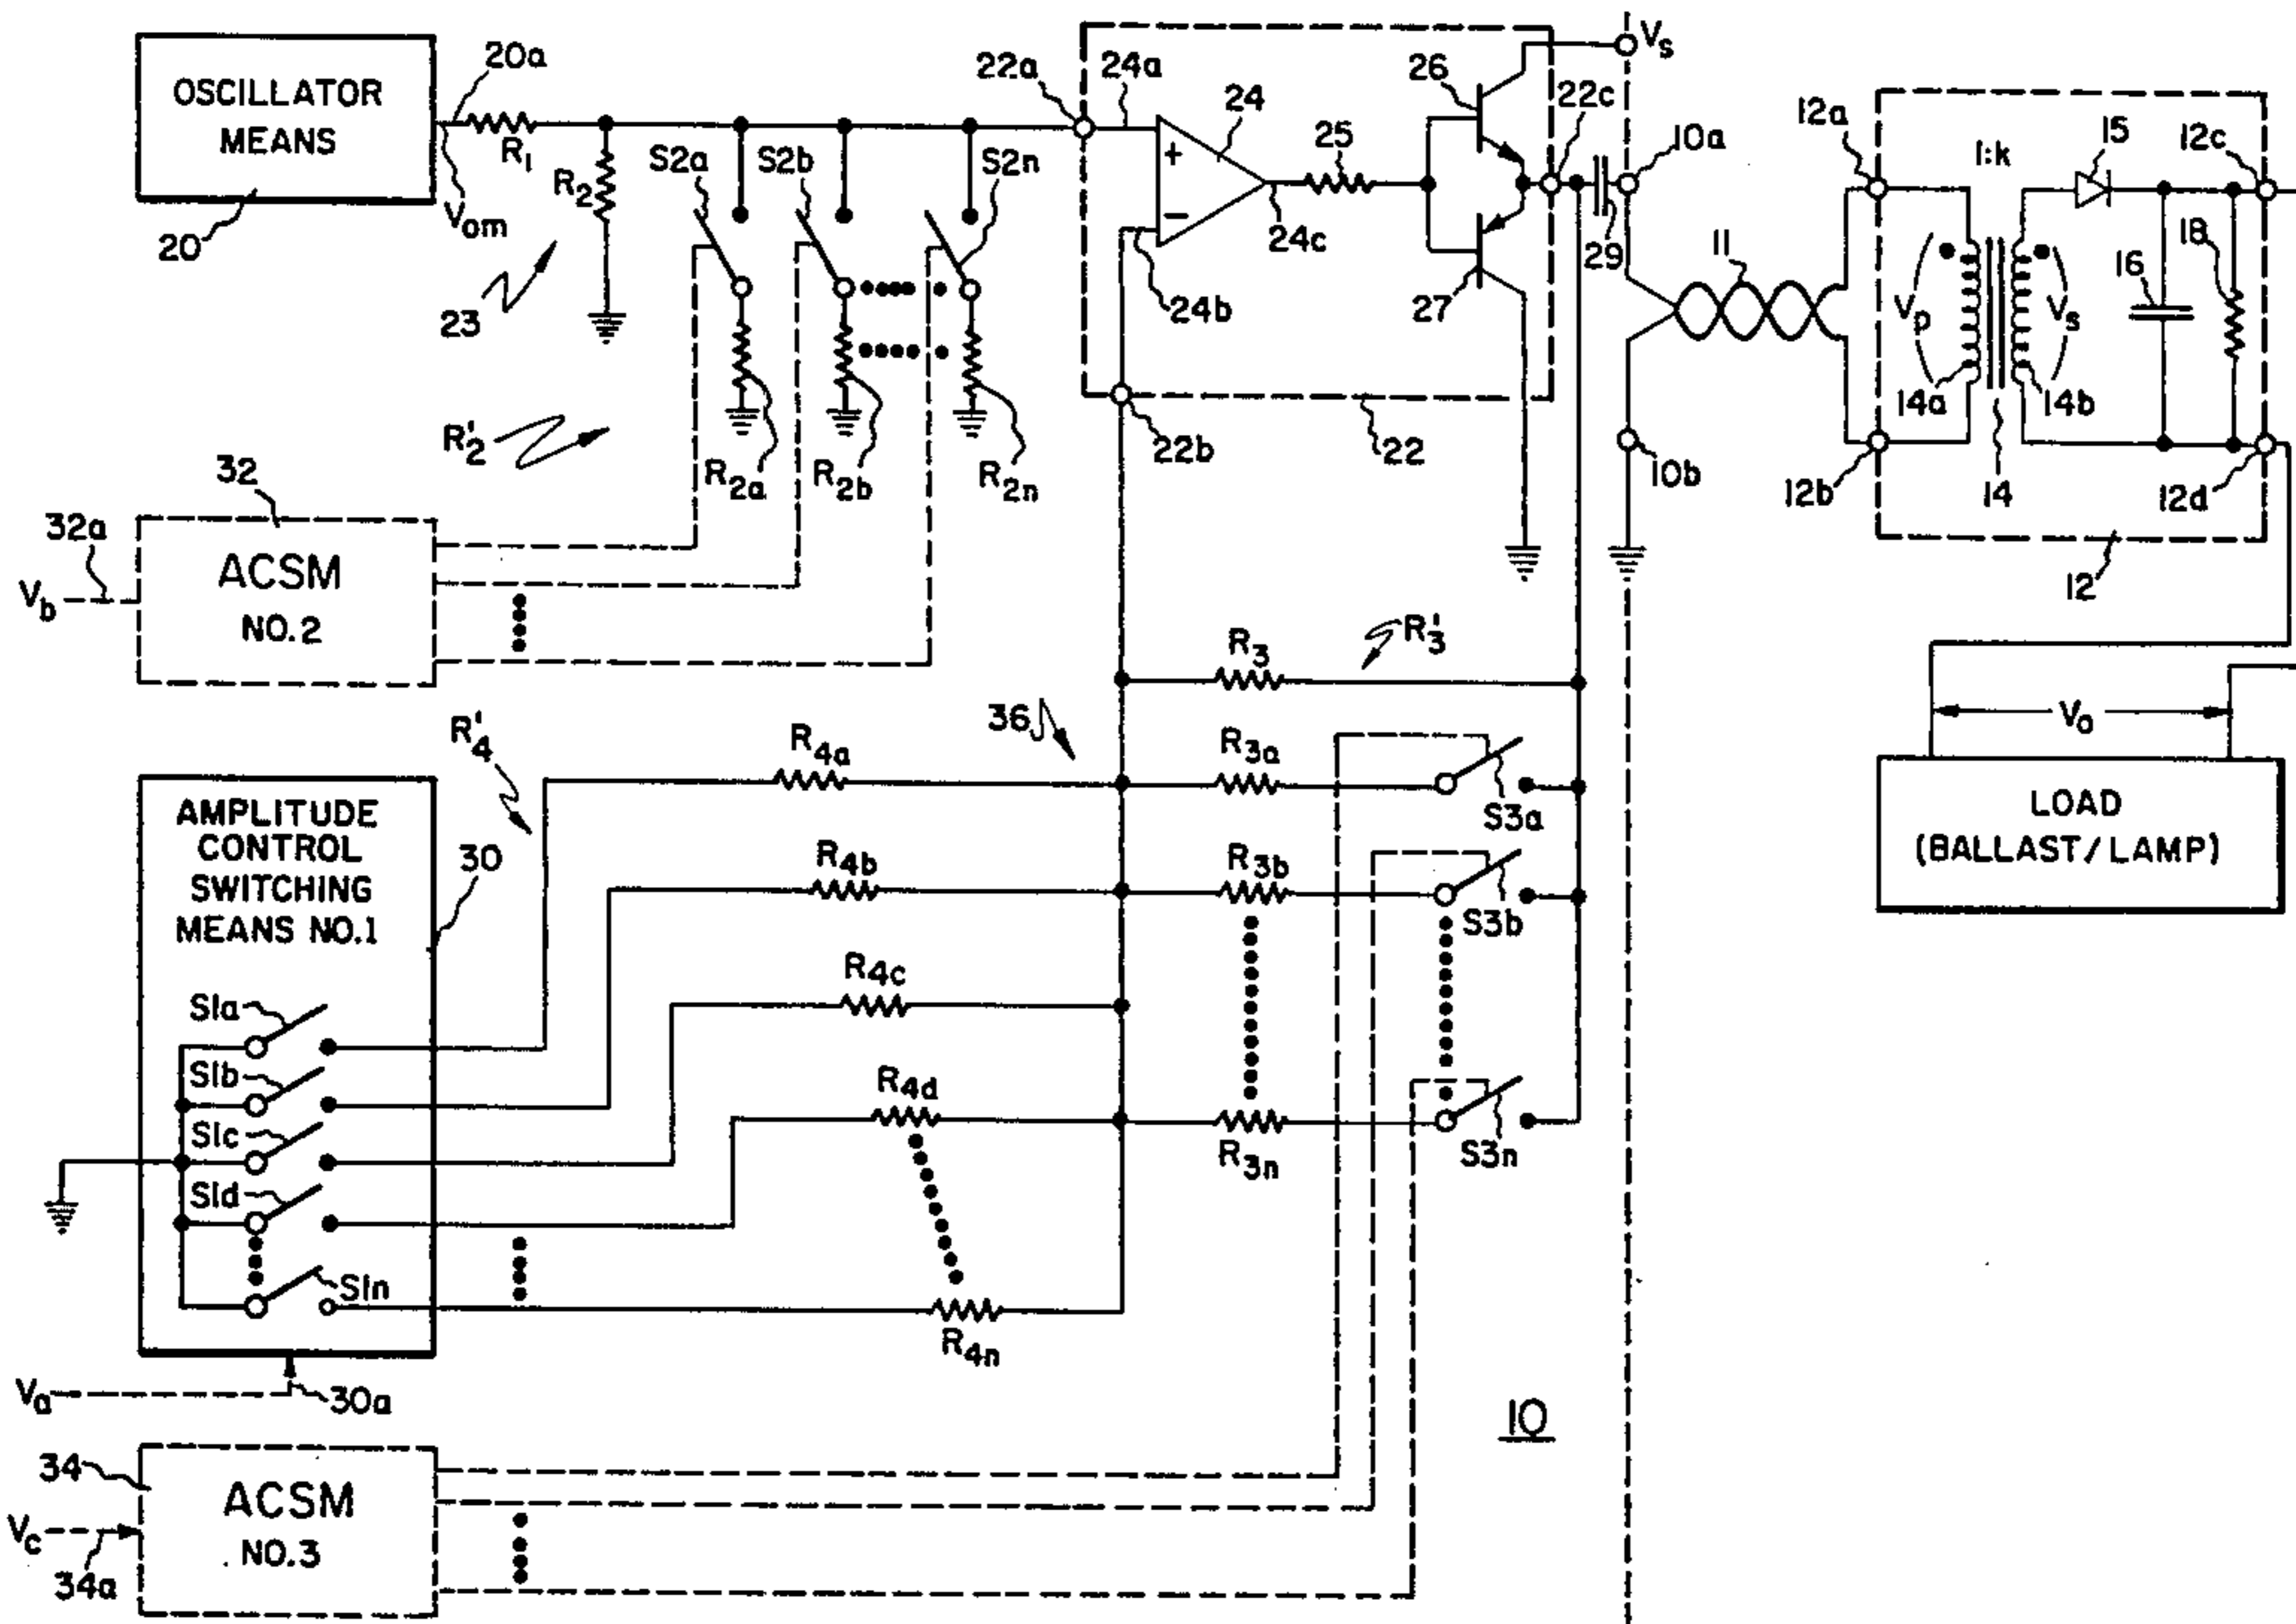 OSCILLATOR
MEANS
20
20a
Vom
R1
R2
23
S2a
S2b
S2n
R'2
R2a
R2b
R2n
22a
24a
24
24b
24c
25
26
27
22c
22b
22
Vs
10a
29
10b
11
12a
12b
1:k
15
12c
Vp
Vs
16
18
14a
14b
14
12d
12
32
32a
Vb
ACSM
NO.2
R3
R'3
36
R'4
R4a
R3a
S3a
R4b
R3b
S3b
R4c
R4d
R3n
S3n
R4n
AMPLITUDE
CONTROL
SWITCHING
MEANS NO.1
30
S1a
S1b
S1c
S1d
S1n
Va
30a
Vo
LOAD
(BALLAST/LAMP)
10
34
ACSM
NO.3
Vc
34a